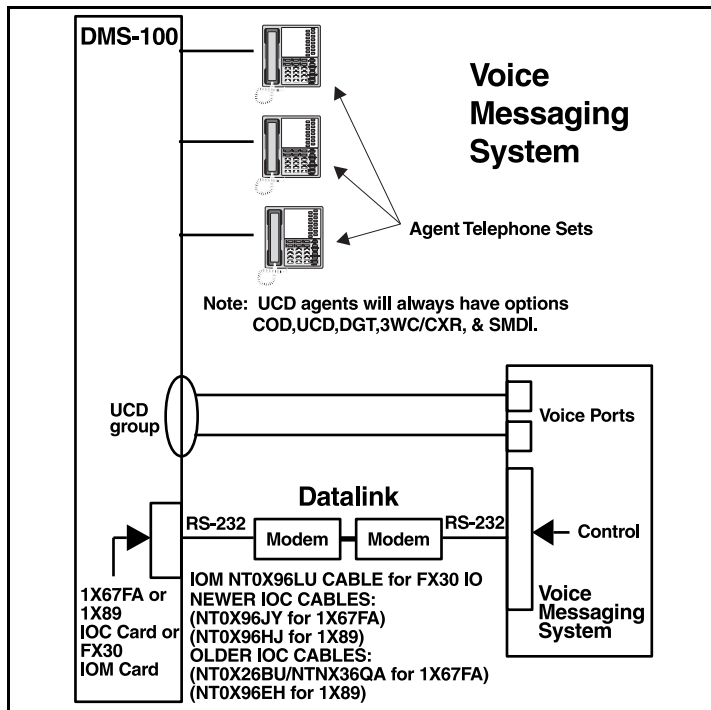 DMS-100
Voice
Messaging
System
Agent Telephone Sets
Note: UCD agents will always have options
COD,UCD,DGT,3WC/CXR, & SMDI.
UCD
group
Voice Ports
Datalink
RS-232
Modem
Modem
RS-232
Control
1X67FA or
1X89
IOC Card or
FX30
IOM Card
IOM NT0X96LU CABLE for FX30 IO
NEWER IOC CABLES:
(NT0X96JY for 1X67FA)
(NT0X96HJ for 1X89)
OLDER IOC CABLES:
(NT0X26BU/NTNX36QA for 1X67FA)
(NT0X96EH for 1X89)
Voice
Messaging
System